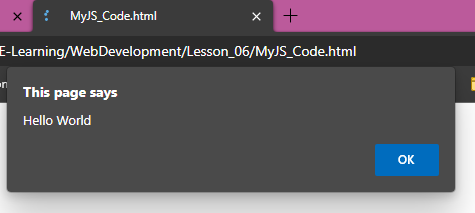 MyJS_Code.html
E-Learning/WebDevelopment/Lesson_06/MyJS_Code.html
This page says
Hello World
OK